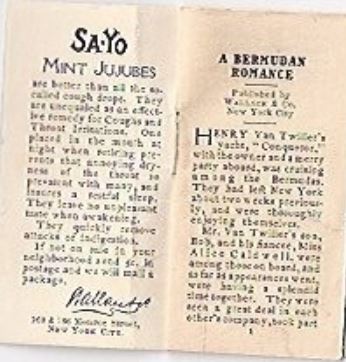 SA-YO
MINT JUJUBES
are better than all the so-
called cough drops. They
are unequaled as an effect-
ive remedy for Coughs and
Throat Irritations. One
placed in the mouth at
night when retiring pre-
vents that annoying dry-
ness of the throat so
prevalent with many, and
insures a restful sleep.
They leave no unpleasant
taste when awakening.
They quickly remove
attacks of indigestion.
If not on sale in your
neighborhood send 5c. in
postage and we will mail a
package.
Street,
New York City.
A BERMUDAN
ROMANCE
Published by
Wallace & Co.
New York City
HENRY Van Twiller's
yacht, "Conqueror,"
with the owner and a merry
party aboard, was cruising
among the Bermudas.
They had left New York
about two weeks previous-
ly, and were thoroughly
enjoying themselves.
Mr. Van Twiller's son,
Bob, and his fiancee, Miss
Alice Caldwell, were
among those on board, and
as far as appearances went,
were having a splendid
time together. They were
seen a great deal in each
other's company, took part
1